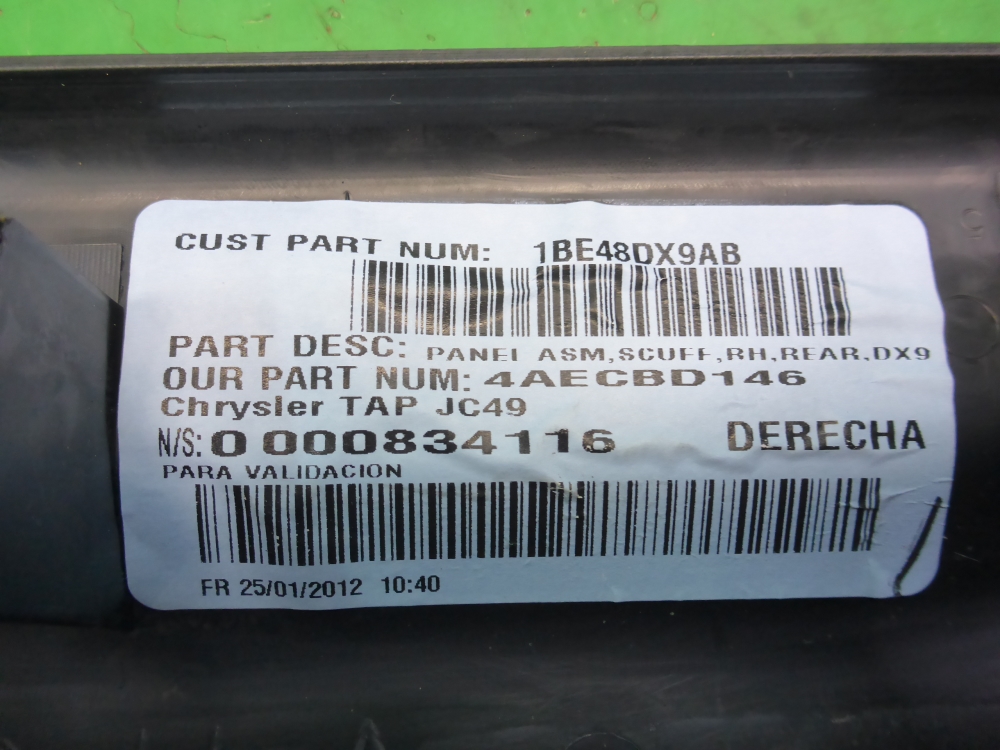 CUST PART NUM: 1BE48DX9AB
PART DESC: PANEL ASM,SCUFF,RH,REAR,DX9
OUR PART NUM: 4AECBD146
Chrysler TAP JC49
N/S: 0 000834116 DERECHA
PARA VALIDACION
FR 25/01/2012 10:40